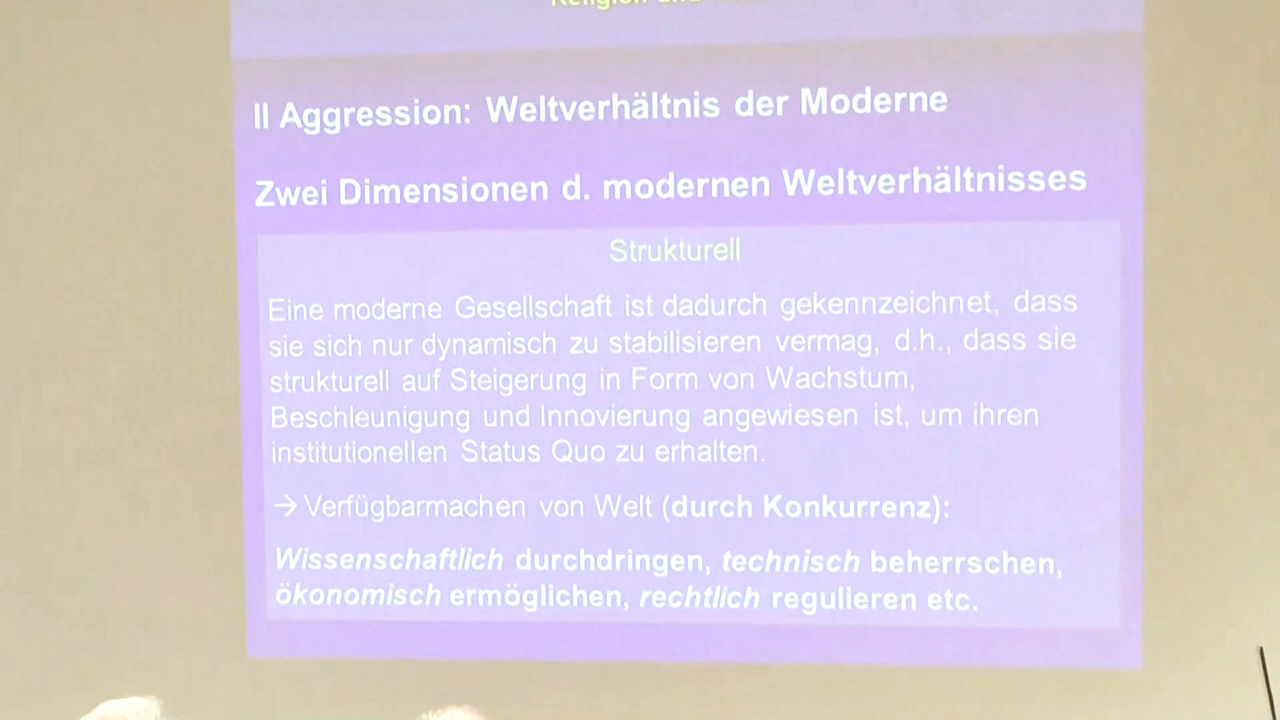 Religion und
II Aggression: Weltverhältnis der Moderne
Zwei Dimensionen d. modernen Weltverhältnisses
Strukturell
Eine moderne Gesellschaft ist dadurch gekennzeichnet, dass
sie sich nur dynamisch zu stabilisieren vermag, d.h., dass sie
strukturell auf Steigerung in Form von Wachstum,
Beschleunigung und Innovierung angewiesen ist, um ihren
institutionellen Status Quo zu erhalten.
→ Verfügbarmachen von Welt (durch Konkurrenz):
Wissenschaftlich durchdringen, technisch beherrschen,
ökonomisch ermöglichen, rechtlich regulieren etc.